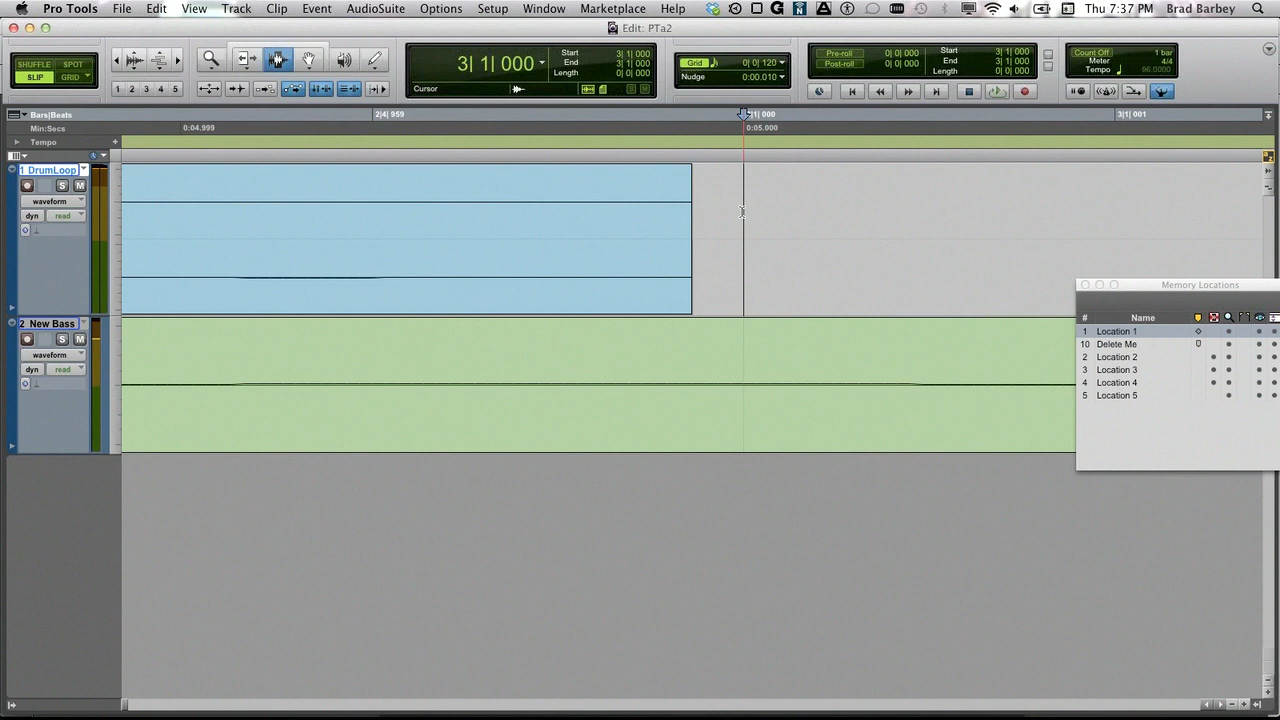 Pro Tools File Edit View Track Clip Event AudioSuite Options Setup Window Marketplace Help Thu 7:37 PM Brad Barbey
Edit: PTa2
SHUFFLE SPOT
SLIP GRID
1 2 3 4 5
3| 1| 000
Start 3| 1| 000
End 3| 1| 000
Length 0| 0| 000
Cursor
Grid 0| 0| 120
Nudge 0:00.010
Pre-roll 0| 0| 000
Post-roll 0| 0| 000
Start 3| 1| 000
End 3| 1| 000
Length 0| 0| 000
Count Off 1 bar
Meter 4/4
Tempo 96.0000
Bars|Beats 2|4| 959 3|1| 000 3|1| 001
Min:Secs 0:04.999 0:05.000
Tempo
1 DrumLoop
S M
waveform
dyn read
2 New Bass
S M
waveform
dyn read
Memory Locations
# Name
1 Location 1
10 Delete Me
2 Location 2
3 Location 3
4 Location 4
5 Location 5